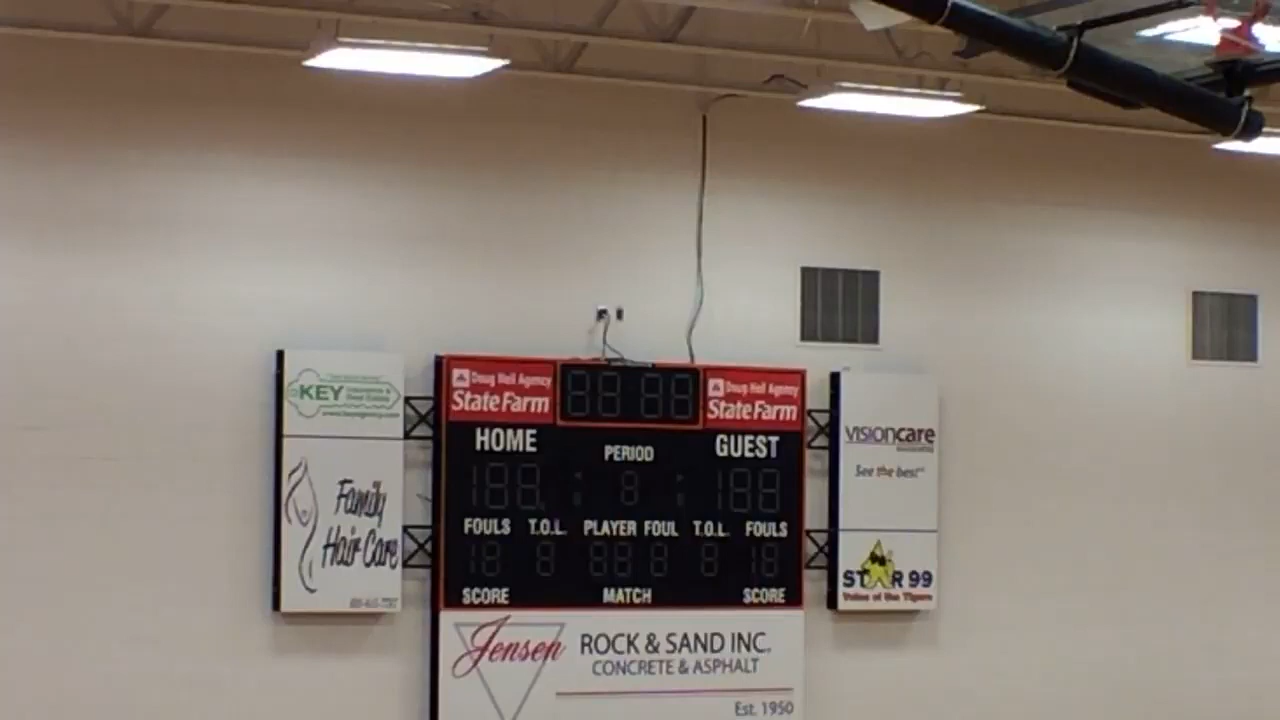 KEY
Family
Hair Care
Doug Nell Agency
State Farm
Doug Nell Agency
State Farm
HOME
PERIOD
GUEST
FOULS T.O.L. PLAYER FOUL T.O.L. FOULS
SCORE MATCH SCORE
Jensen
ROCK & SAND INC.
CONCRETE & ASPHALT
Est. 1950
visioncare
See the best
STAR 99
Voice of the Tigers